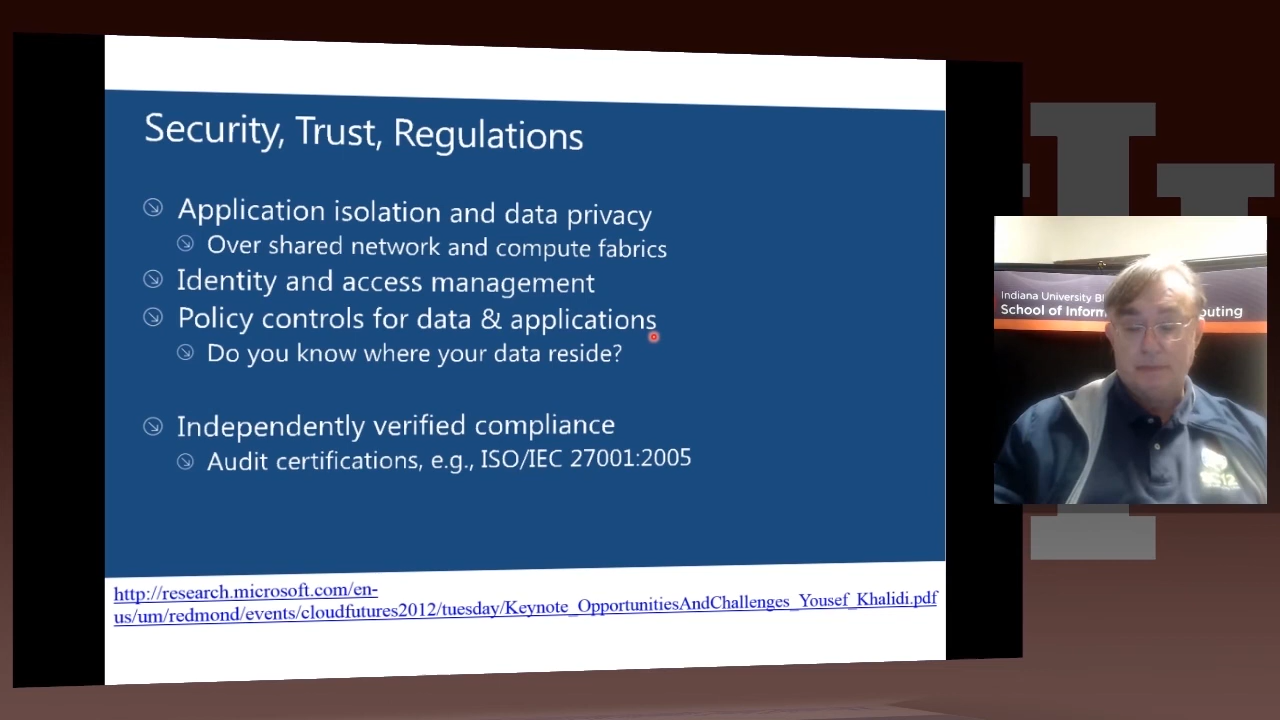 Security, Trust, Regulations
Application isolation and data privacy
Over shared network and compute fabrics
Identity and access management
Policy controls for data & applications
Do you know where your data reside?
Independently verified compliance
Audit certifications, e.g., ISO/IEC 27001:2005
http://research.microsoft.com/en-
us/um/redmond/events/cloudfutures2012/tuesday/Keynote_OpportunitiesAndChallenges_Yousef_Khalidi.pdf
Indiana University
School of